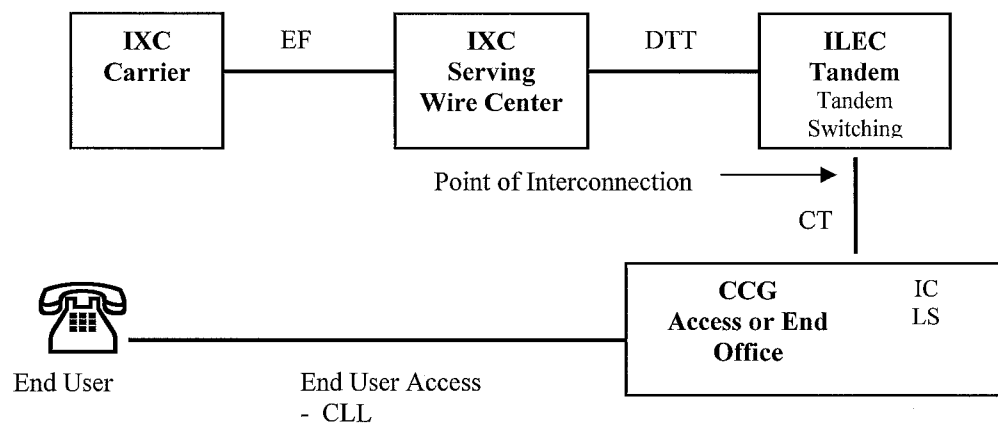 IXC
Carrier
EF
IXC
Serving
Wire Center
DTT
ILEC
Tandem
Tandem
Switching
Point of Interconnection
CT
CCG
Access or End
Office
IC
LS
End User
End User Access
- CLL